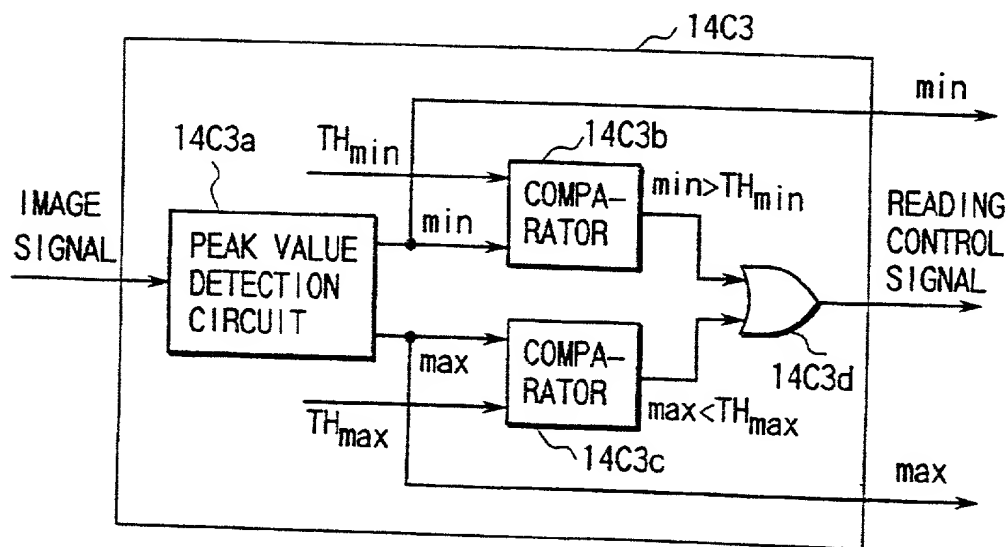 14C3
min
14C3a
THmin
14C3b
IMAGE
SIGNAL
PEAK VALUE
DETECTION
CIRCUIT
min
COMPA-
RATOR
min>THmin
READING
CONTROL
SIGNAL
max
COMPA-
RATOR
14C3d
THmax
max<THmax
14C3c
max